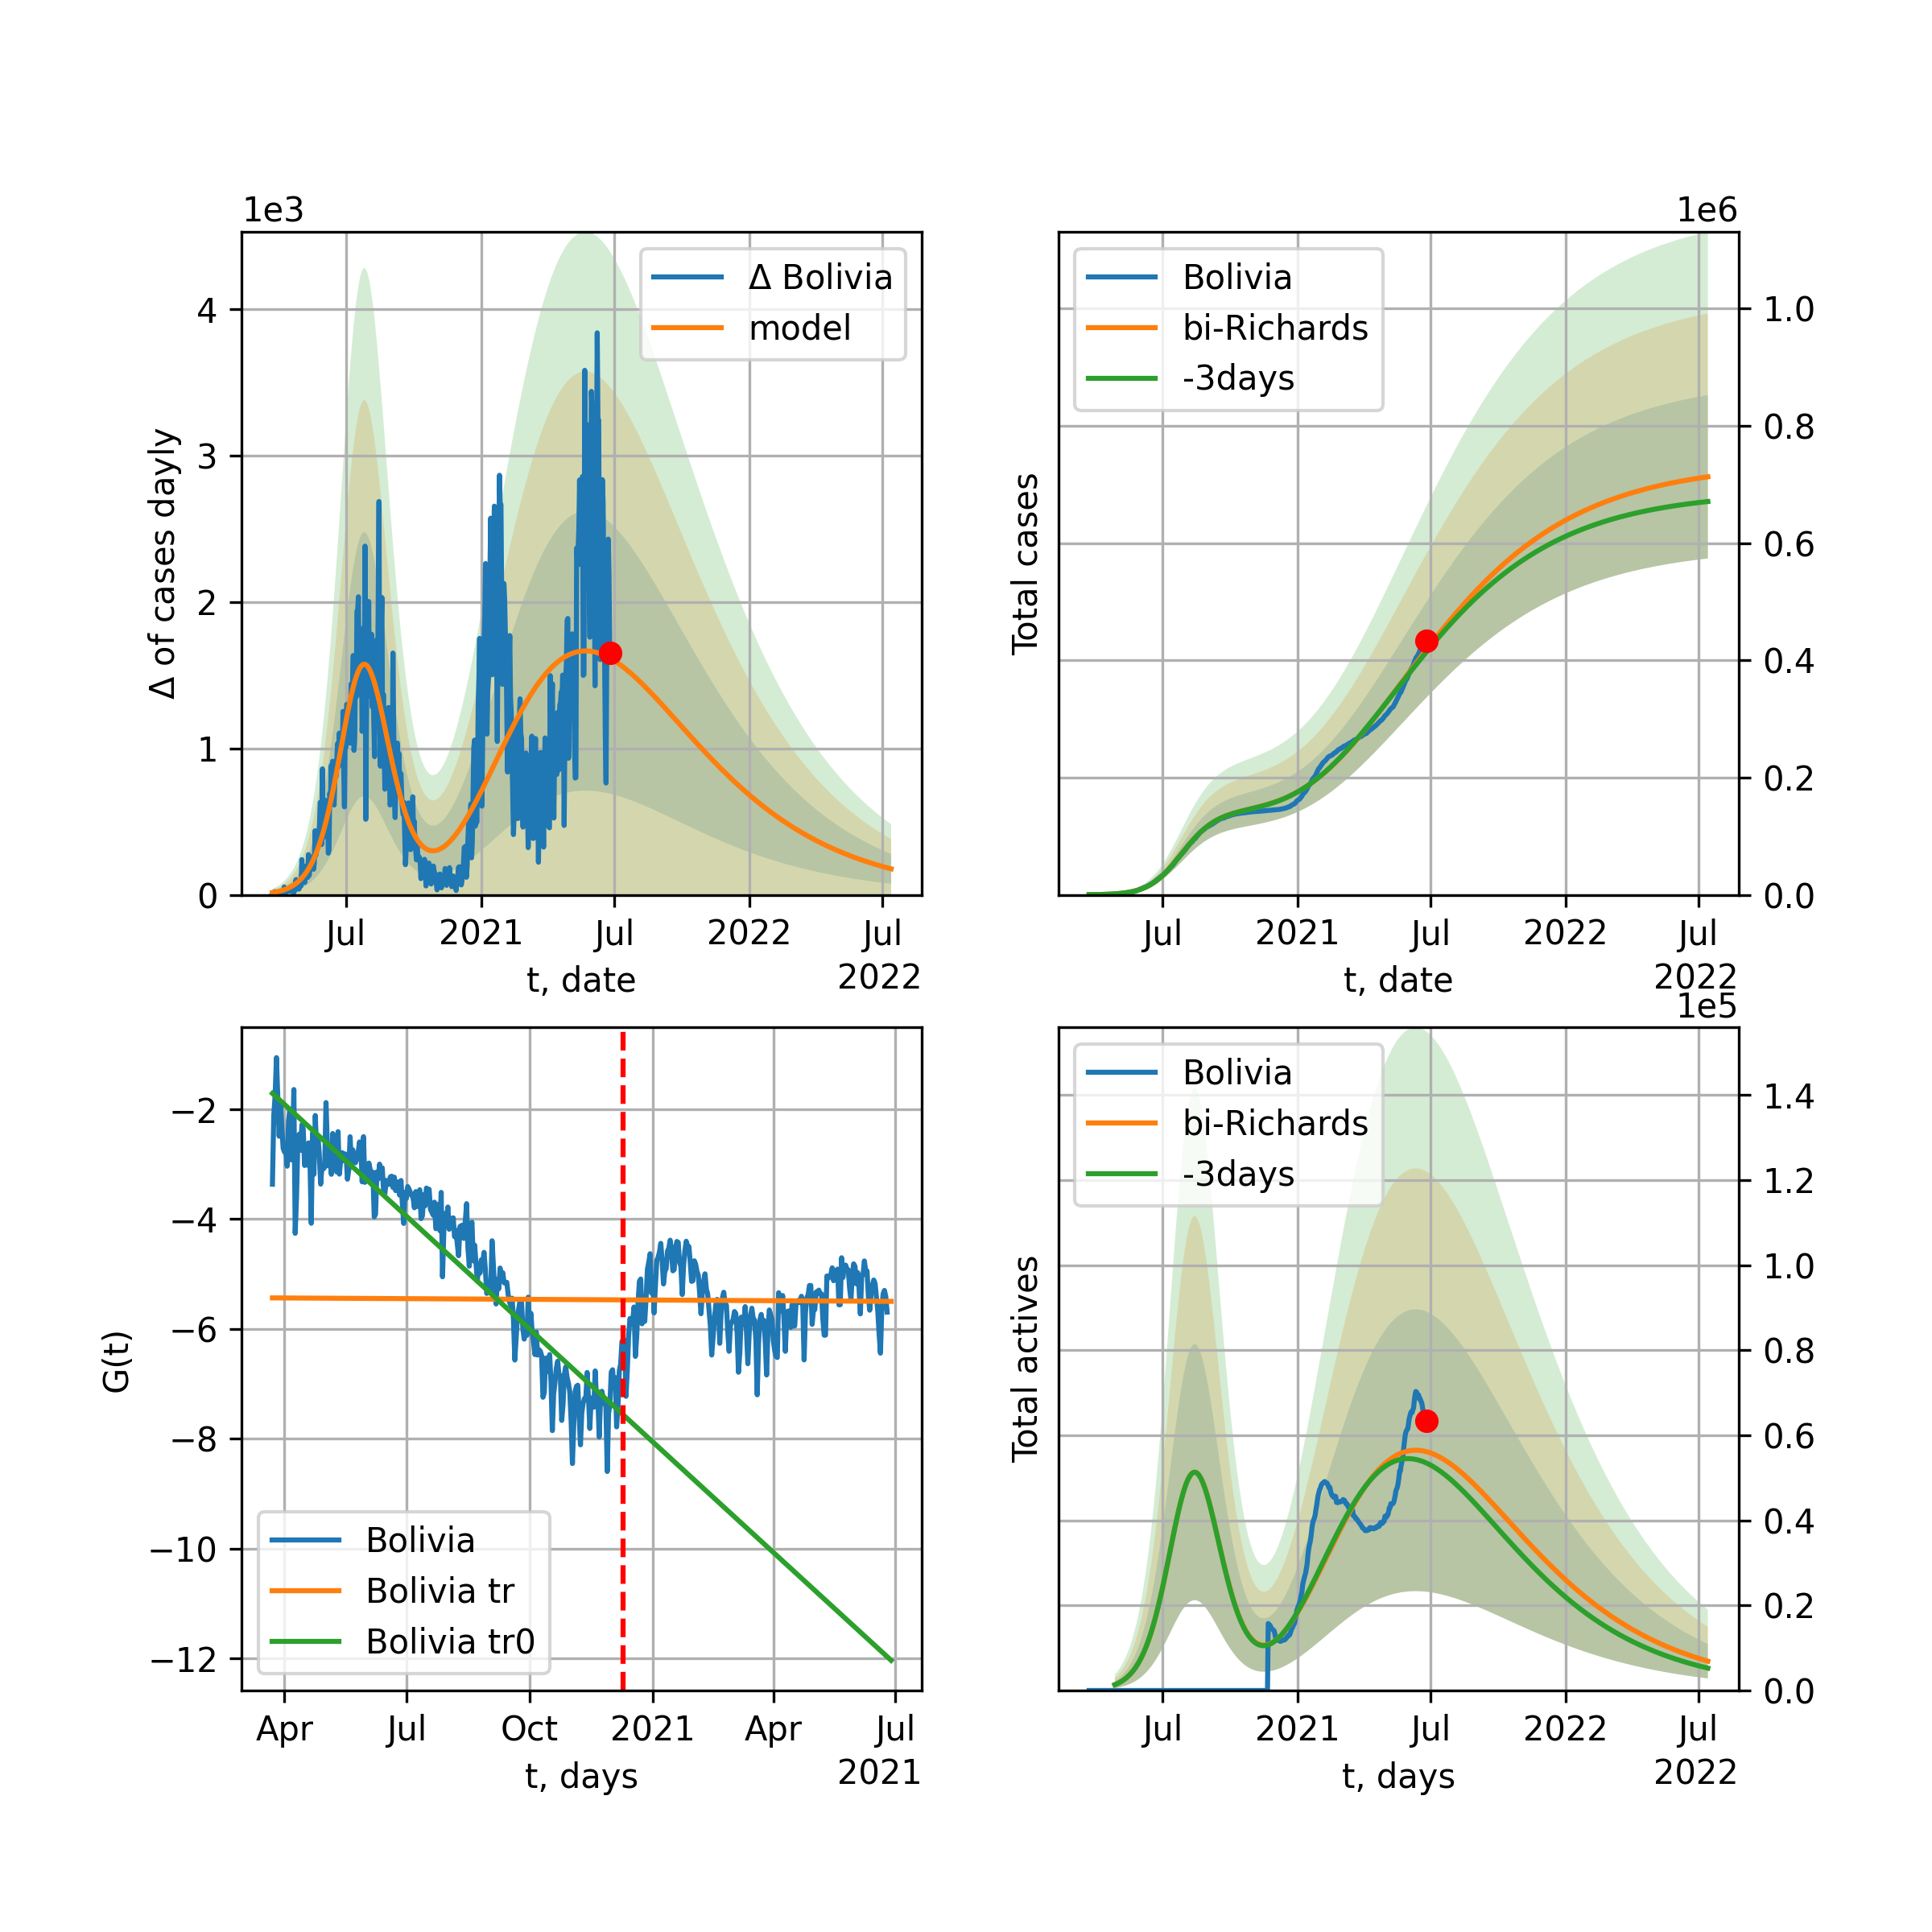 1e3
Δ of cases dayly
4
3
2
1
0
Δ Bolivia
model
Jul
2021
Jul
2022
Jul
2022
t, date
1e6
Total cases
Bolivia
bi-Richards
-3days
1.0
0.8
0.6
0.4
0.2
0.0
Jul
2021
Jul
2022
Jul
2022
t, date
G(t)
−2
−4
−6
−8
−10
−12
Bolivia
Bolivia tr
Bolivia tr0
Apr
Jul
Oct
2021
Apr
Jul
2021
t, days
1e5
Total actives
Bolivia
bi-Richards
-3days
1.4
1.2
1.0
0.8
0.6
0.4
0.2
0.0
Jul
2021
Jul
2022
Jul
2022
t, days